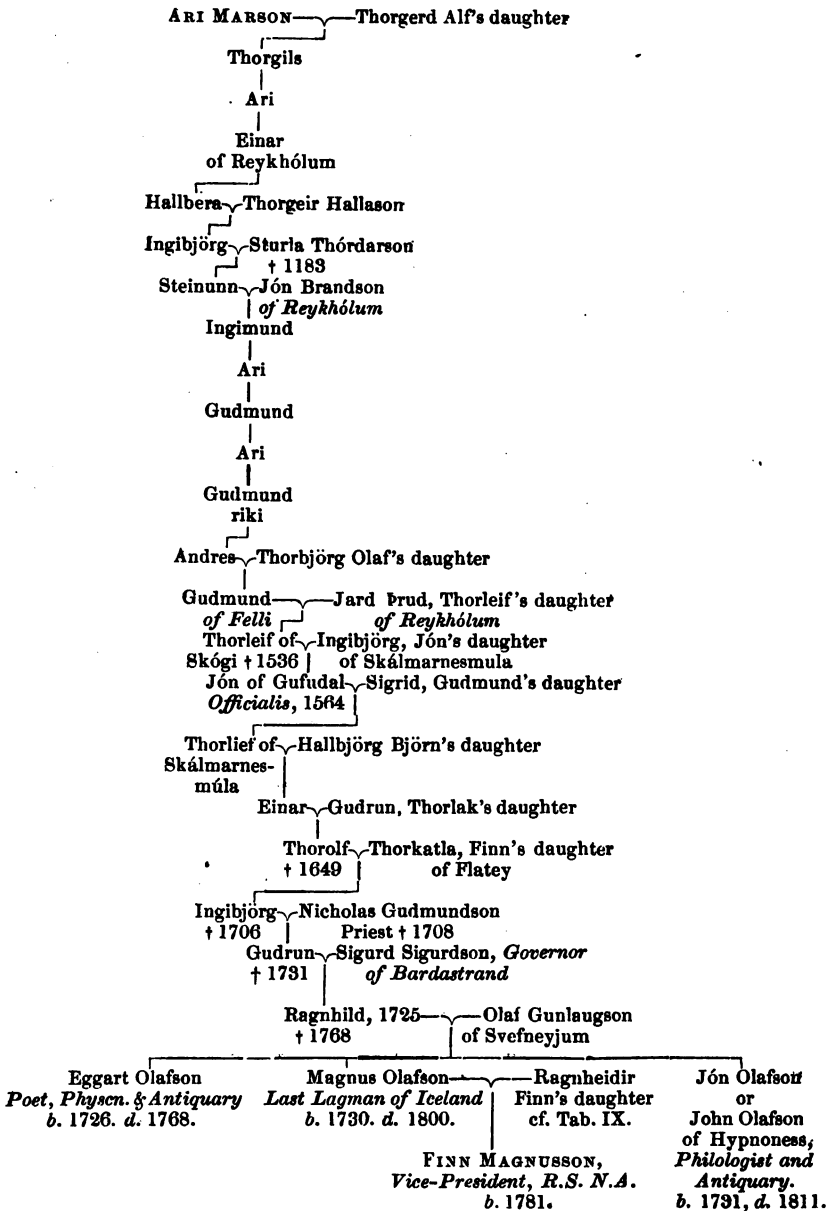 ARI MARSON Thorgerd Alf's daughter
Thorgils
Ari
Einar
of Reykhólum
Hallbera Thorgeir Hallason
Ingibjörg Sturla Thórdarson
† 1183
Steinunn Jón Brandson
of Reykhólum
Ingimund
Ari
Gudmund
Ari
Gudmund
riki
Andres Thorbjörg Olaf's daughter
Gudmund Jard Þrud, Thorleif's daughter
of Felli of Reykhólum
Thorleif of Ingibjörg, Jón's daughter
Skógi † 1536 of Skálmarnesmula
Jón of Gufudal Sigrid, Gudmund's daughter
Officialis, 1564
Thorlief of Hallbjörg Björn's daughter
Skálmarnes-
múla
Einar Gudrun, Thorlak's daughter
Thorolf Thorkatla, Finn's daughter
† 1649 of Flatey
Ingibjörg Nicholas Gudmundson
† 1706 Priest † 1708
Gudrun Sigurd Sigurdson, Governor
† 1731 of Bardastrand
Ragnhild, 1725 Olaf Gunlaugson
† 1768 of Svefneyjum
Eggart Olafson Magnus Olafson Ragnheidir Jón Olafson
Poet, Physcn. & Antiquary Last Lagman of Iceland Finn's daughter or
b. 1726. d. 1768. b. 1730. d. 1800. cf. Tab. IX. John Olafson
of Hypnoness,
FINN MAGNUSSON, Philologist and
Vice-President, R.S. N.A. Antiquary.
b. 1781. b. 1731, d. 1811.